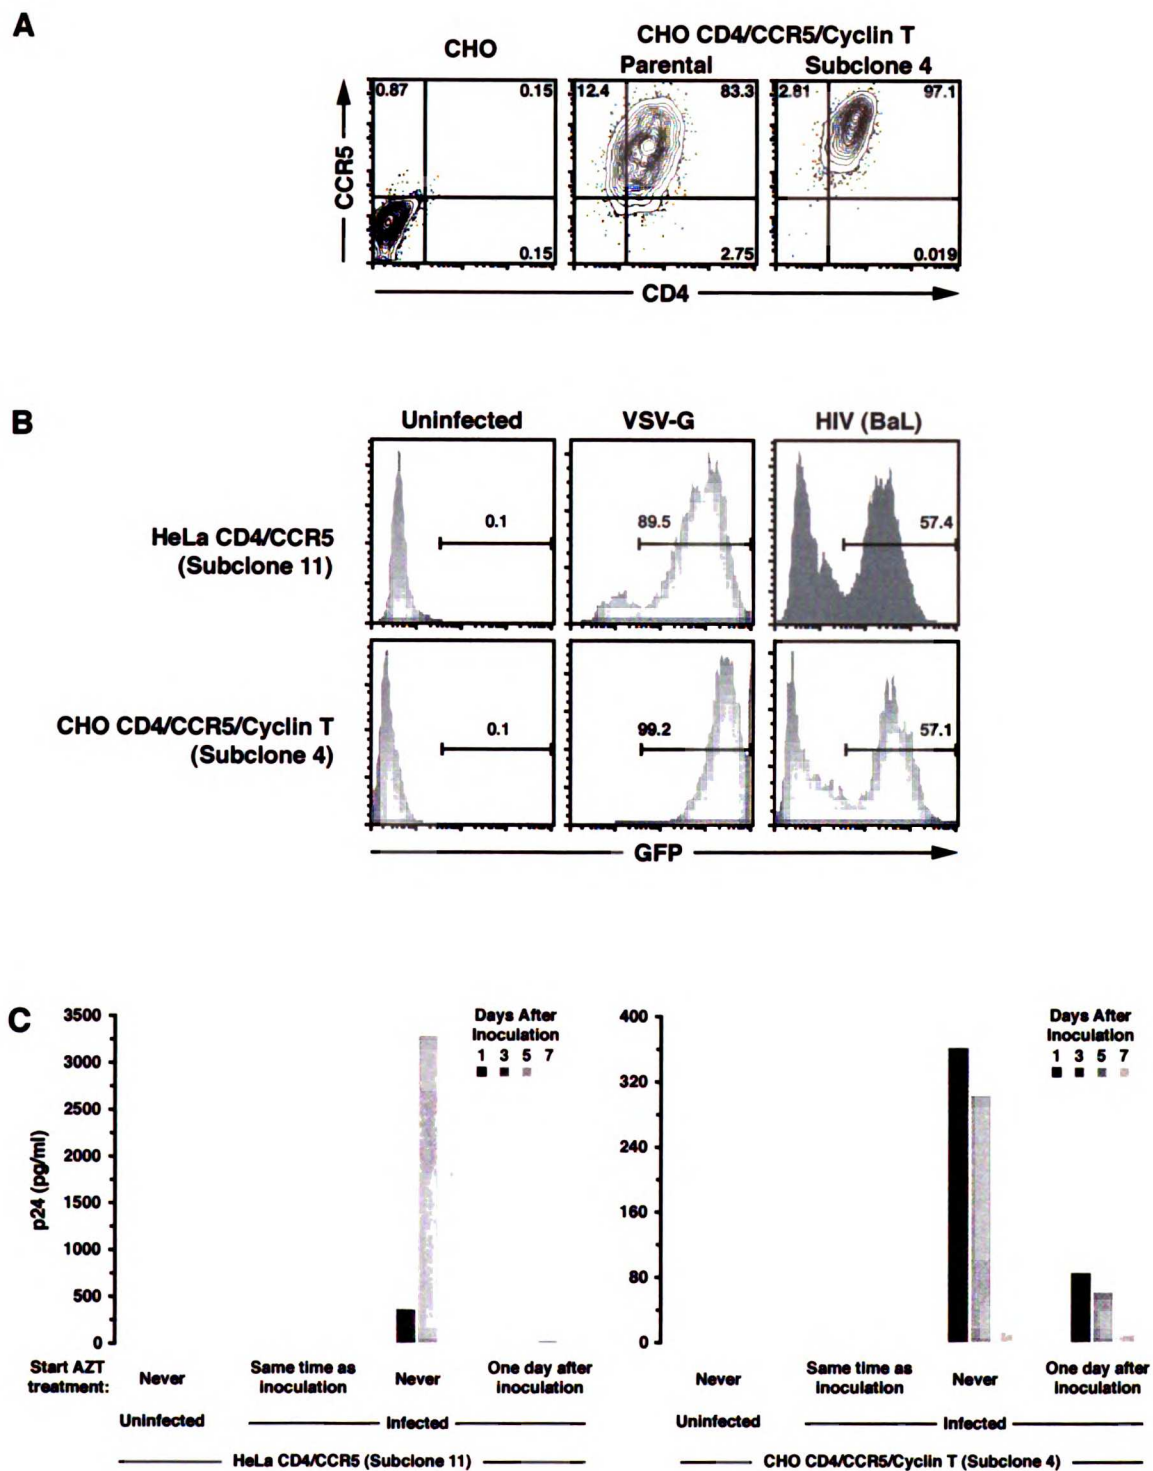 A
CHO
CHO CD4/CCR5/Cyclin T
Parental
Subclone 4
0.87
0.15
12.4
83.3
2.81
97.1
CCR5
0.15
2.75
0.019
CD4
B
Uninfected
VSV-G
HIV (BaL)
HeLa CD4/CCR5
(Subclone 11)
0.1
89.5
57.4
CHO CD4/CCR5/Cyclin T
(Subclone 4)
0.1
99.2
57.1
GFP
C
p24 (pg/ml)
3500
3000
2500
2000
1500
1000
500
0
Days After
Inoculation
1 3 5 7
400
320
240
160
80
0
Days After
Inoculation
1 3 5 7
Start AZT
treatment:
Never
Same time as
inoculation
Never
One day after
inoculation
Uninfected
Infected
HeLa CD4/CCR5 (Subclone 11)
Never
Same time as
inoculation
Never
One day after
inoculation
Uninfected
Infected
CHO CD4/CCR5/Cyclin T (Subclone 4)